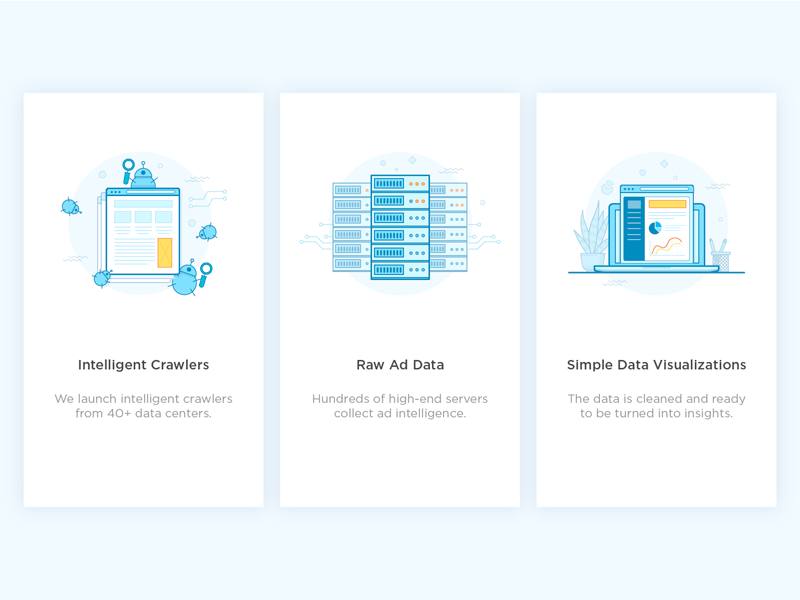 Intelligent Crawlers
We launch intelligent crawlers
from 40+ data centers.
Raw Ad Data
Hundreds of high-end servers
collect ad intelligence.
Simple Data Visualizations
The data is cleaned and ready
to be turned into insights.